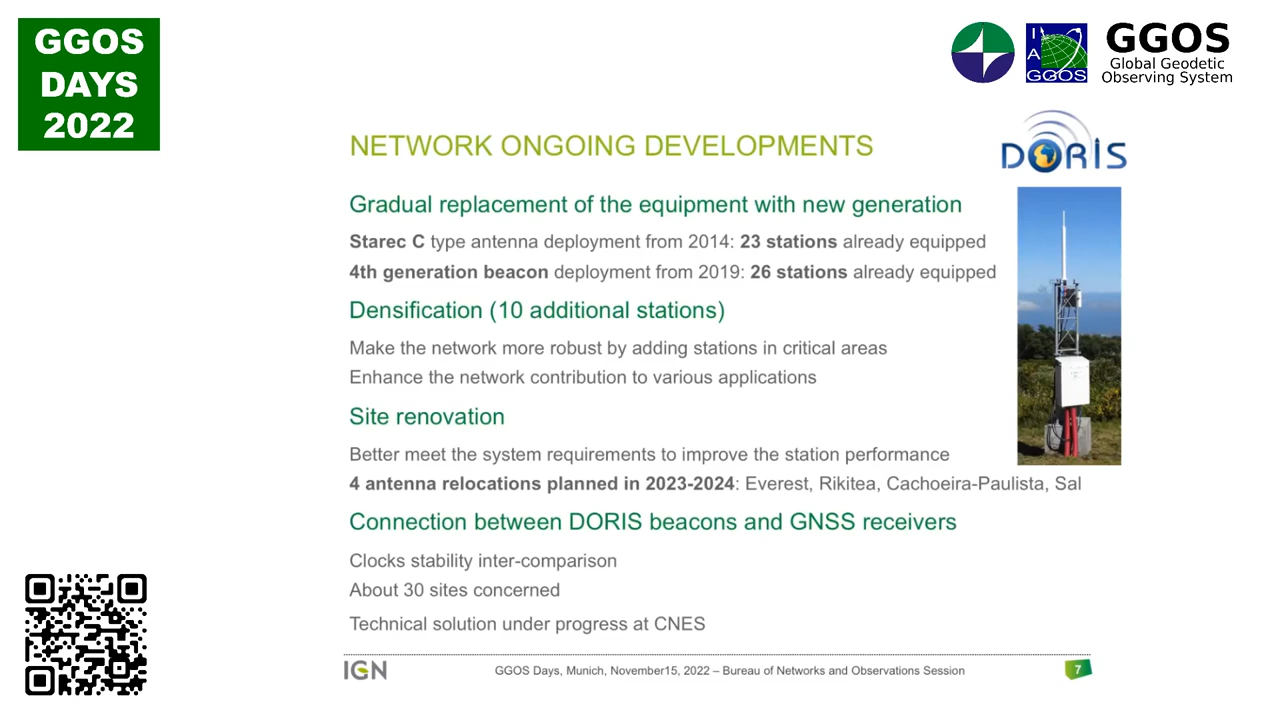 GGOS
DAYS
2022
I
A
GGOS
GGOS
Global Geodetic
Observing System
NETWORK ONGOING DEVELOPMENTS
DORIS
Gradual replacement of the equipment with new generation
Starec C type antenna deployment from 2014: 23 stations already equipped
4th generation beacon deployment from 2019: 26 stations already equipped
Densification (10 additional stations)
Make the network more robust by adding stations in critical areas
Enhance the network contribution to various applications
Site renovation
Better meet the system requirements to improve the station performance
4 antenna relocations planned in 2023-2024: Everest, Rikitea, Cachoeira-Paulista, Sal
Connection between DORIS beacons and GNSS receivers
Clocks stability inter-comparison
About 30 sites concerned
Technical solution under progress at CNES
IGN
GGOS Days, Munich, November15, 2022 – Bureau of Networks and Observations Session
7